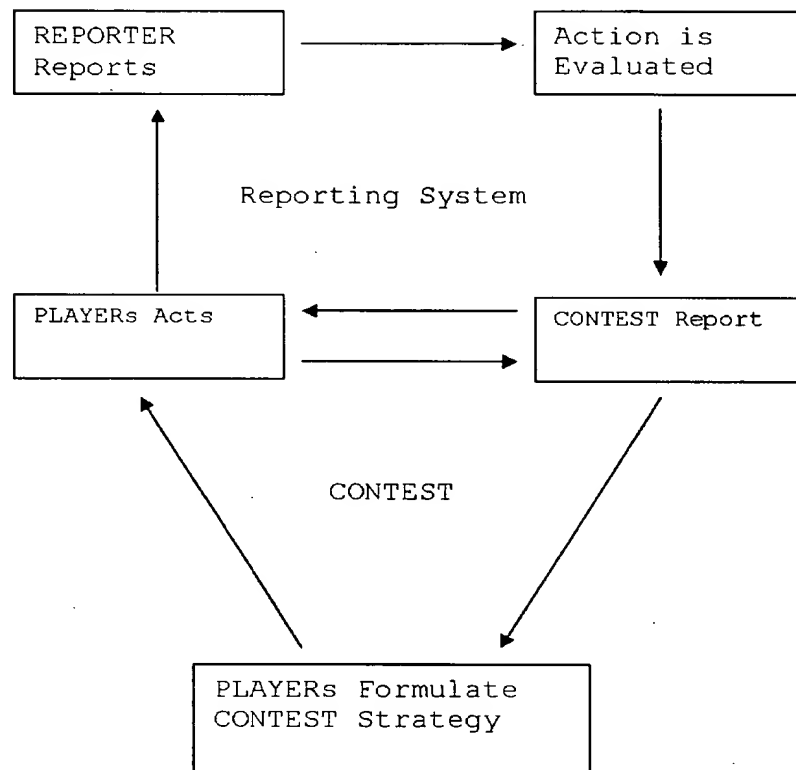 REPORTER
Reports
Action is
Evaluated
Reporting System
PLAYERs Acts
CONTEST Report
CONTEST
PLAYERs Formulate
CONTEST Strategy